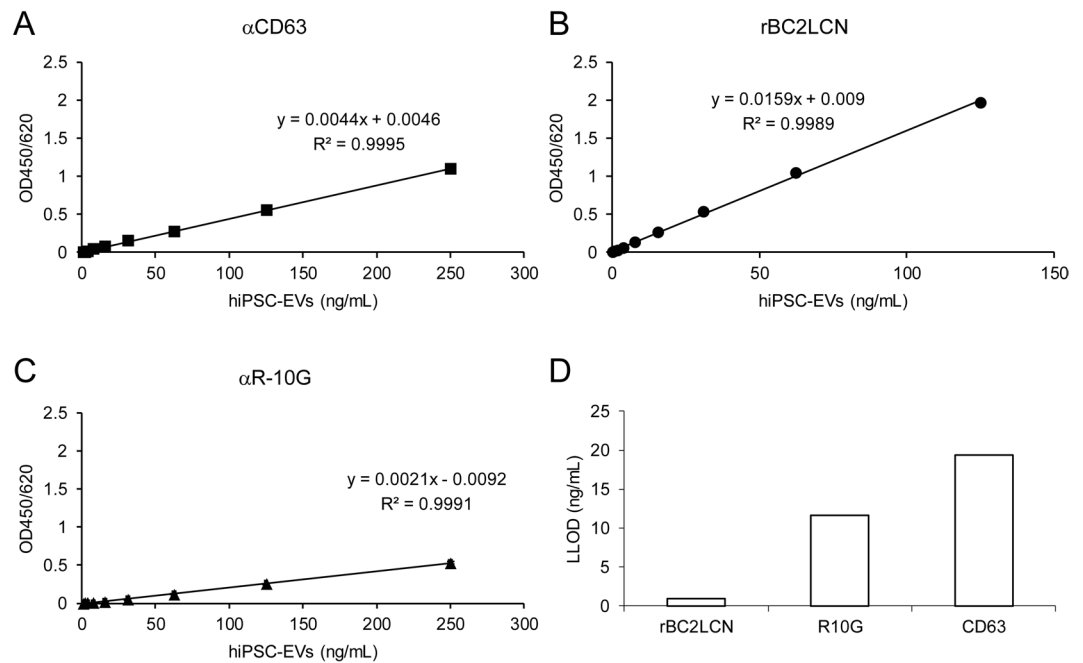 A
αCD63
2.5
2
1.5
1
0.5
0
OD450/620
y = 0.0044x + 0.0046
R² = 0.9995
0 50 100 150 200 250 300
hiPSC-EVs (ng/mL)
B
rBC2LCN
2.5
2
1.5
1
0.5
0
OD450/620
y = 0.0159x + 0.009
R² = 0.9989
0 50 100 150
hiPSC-EVs (ng/mL)
C
αR-10G
2.5
2
1.5
1
0.5
0
OD450/620
y = 0.0021x - 0.0092
R² = 0.9991
0 50 100 150 200 250 300
hiPSC-EVs (ng/mL)
D
25
20
15
10
5
0
LLOD (ng/mL)
rBC2LCN R10G CD63